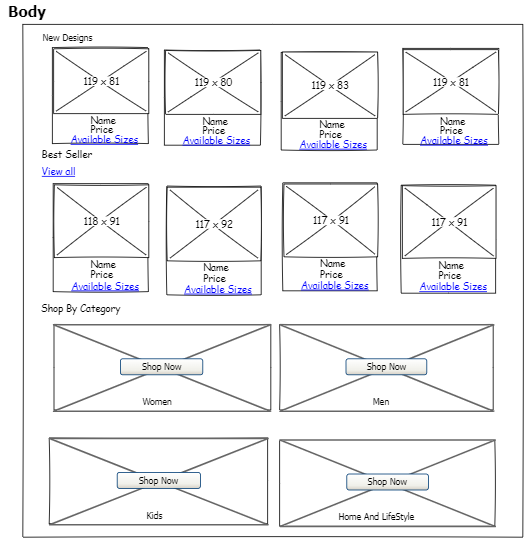 Body
New Designs
119 x 81 119 x 80 119 x 83 119 x 81
Name Name Name Name
Price Price Price Price
Available Sizes Available Sizes Available Sizes Available Sizes
Best Seller
View all
118 x 91 117 x 92 117 x 91 117 x 91
Name Name Name Name
Price Price Price Price
Available Sizes Available Sizes Available Sizes Available Sizes
Shop By Category
Shop Now Shop Now
Women Men
Shop Now Shop Now
Kids Home And LifeStyle